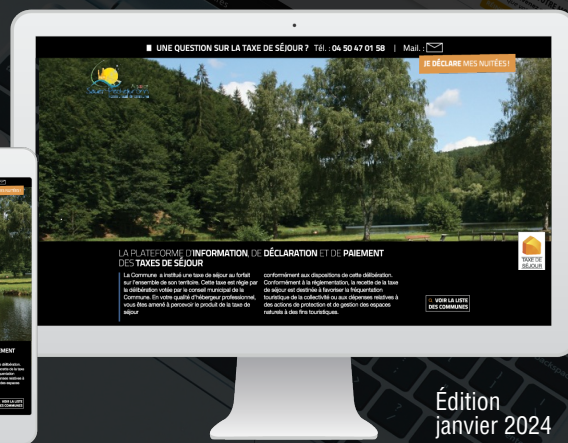 UNE QUESTION SUR LA TAXE DE SÉJOUR ? Tél. : 04 50 47 01 58 | Mail. :
JE DÉCLARE MES NUITÉES !
LA PLATEFORME D'INFORMATION, DE DÉCLARATION ET DE PAIEMENT
DES TAXES DE SÉJOUR
La Commune a institué une taxe de séjour au forfait
sur l'ensemble de son territoire. Cette taxe est régie par
la délibération votée par le conseil municipal de la
Commune. En votre qualité d'hébergeur professionnel,
vous êtes amené à percevoir le produit de la taxe de
séjour
conformément aux dispositions de cette délibération.
Conformément à la réglementation, la recette de la taxe
de séjour est destinée à favoriser la fréquentation
touristique de la collectivité ou aux dépenses relatives à
des actions de protection et de gestion des espaces
naturels à des fins touristiques.
TAXE DE
SÉJOUR
VOIR LA LISTE
DES COMMUNES
EMENT
VOIR LA LISTE
DES COMMUNES
Édition
janvier 2024